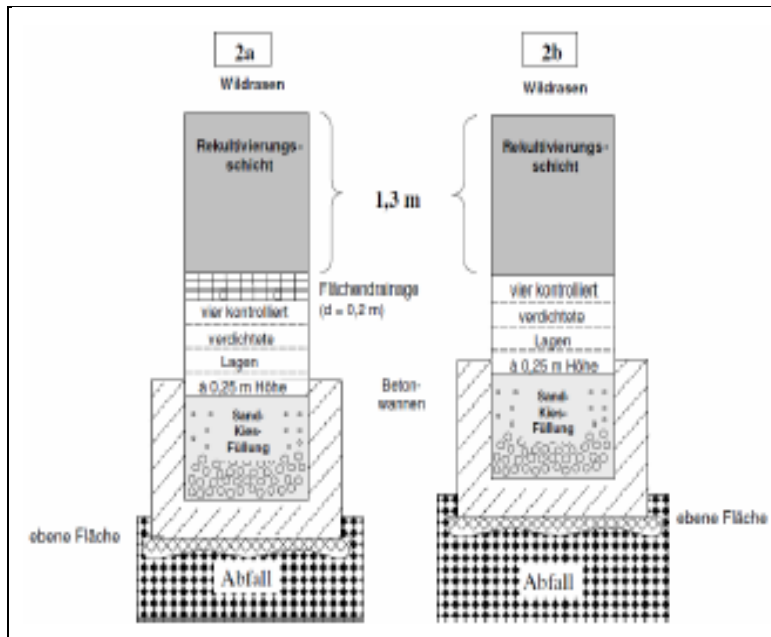 2a
Wildrasen
Rekultivierungs-
schicht
vier kontrolliert
verdichtete
Lagen
à 0,25 m Höhe
Sand-
Kies-
Füllung
ebene Fläche
Abfall
1,3 m
Flächendrainage
(d = 0,2 m)
Beton-
wannen
2b
Wildrasen
Rekultivierungs-
schicht
vier kontrolliert
verdichtete
Lagen
à 0,25 m Höhe
Sand-
Kies-
Füllung
ebene Fläche
Abfall